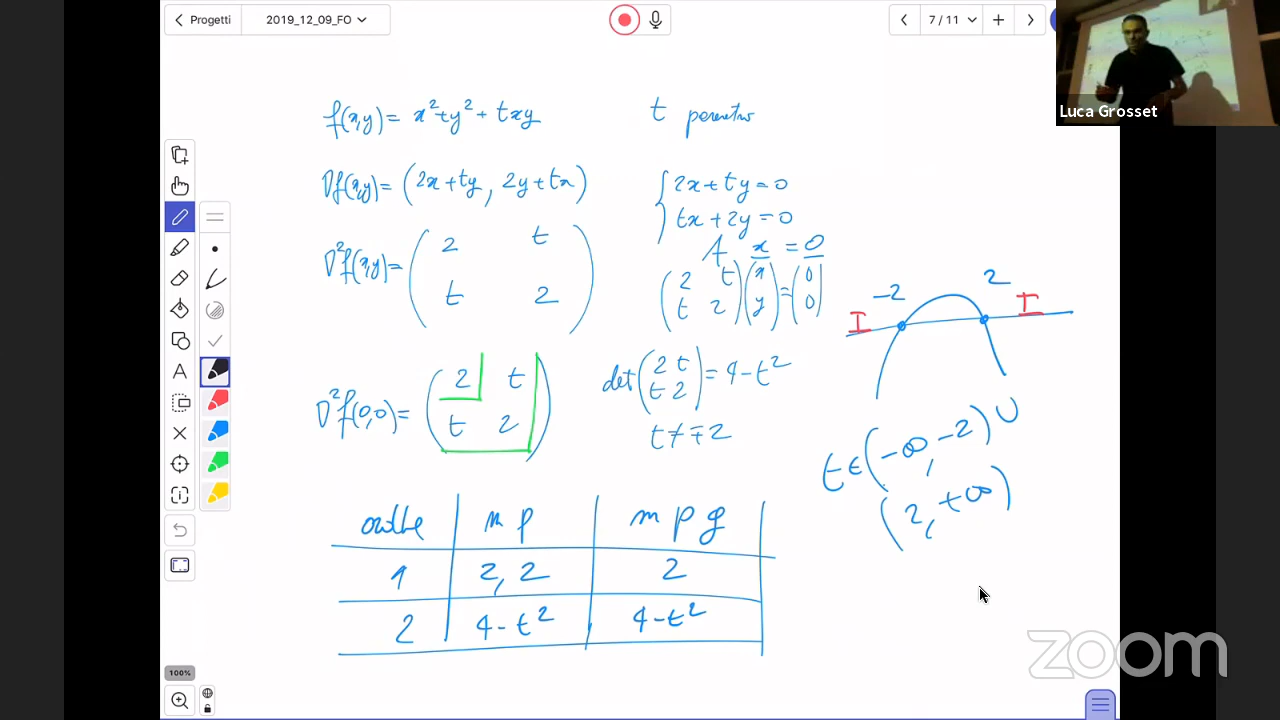 Progetti
2019_12_09_FO
7 / 11
Luca Grosset
f(x,y)= x²+y²+ txy
t parametro
∇f(x,y)= (2x+ty, 2y+tx)
{ 2x+ty=0
tx+2y=0
A x = 0
D²f(x,y)= ( 2 t
t 2 )
( 2 t
t 2 ) ( x
y ) = ( 0
0 )
-2 2
I I
D²f(0,0)= ( 2 t
t 2 )
det ( 2 t
t 2 ) = 4-t²
t ≠ ∓2
t∈(-∞,-2) ∪
(2,+∞)
m p m p g
1 2, 2 2
2 4-t² 4-t²
100%
zoom